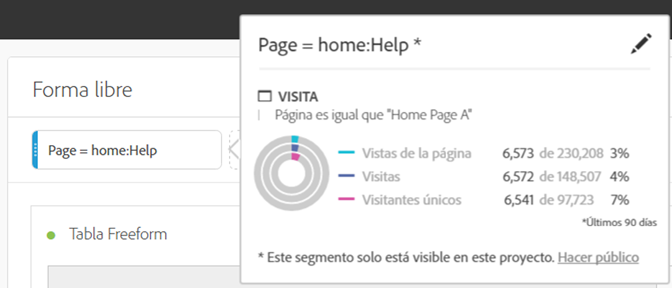 Page = home:Help *
Forma libre
VISITA
Página es igual que "Home Page A"
Page = home:Help
Vistas de la página 6,573 de 230,208 3%
Visitas 6,572 de 148,507 4%
Visitantes únicos 6,541 de 97,723 7%
*Últimos 90 días
Tabla Freeform
* Este segmento solo está visible en este proyecto. Hacer público